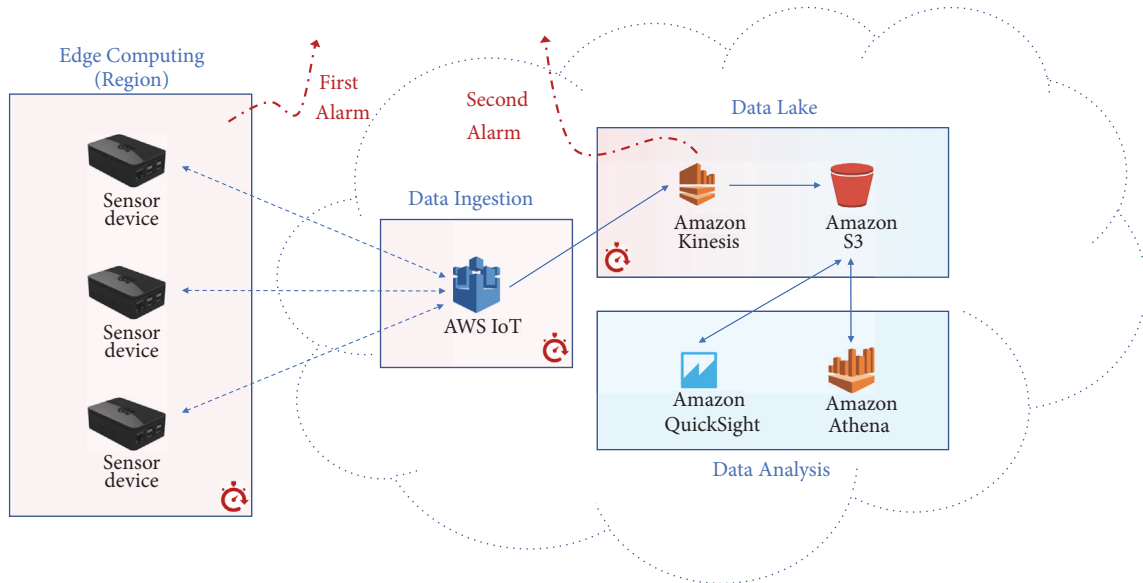 Edge Computing
(Region)
First
Alarm
Sensor
device
Sensor
device
Sensor
device
Data Ingestion
AWS IoT
Second
Alarm
Data Lake
Amazon
Kinesis
Amazon
S3
Amazon
QuickSight
Amazon
Athena
Data Analysis